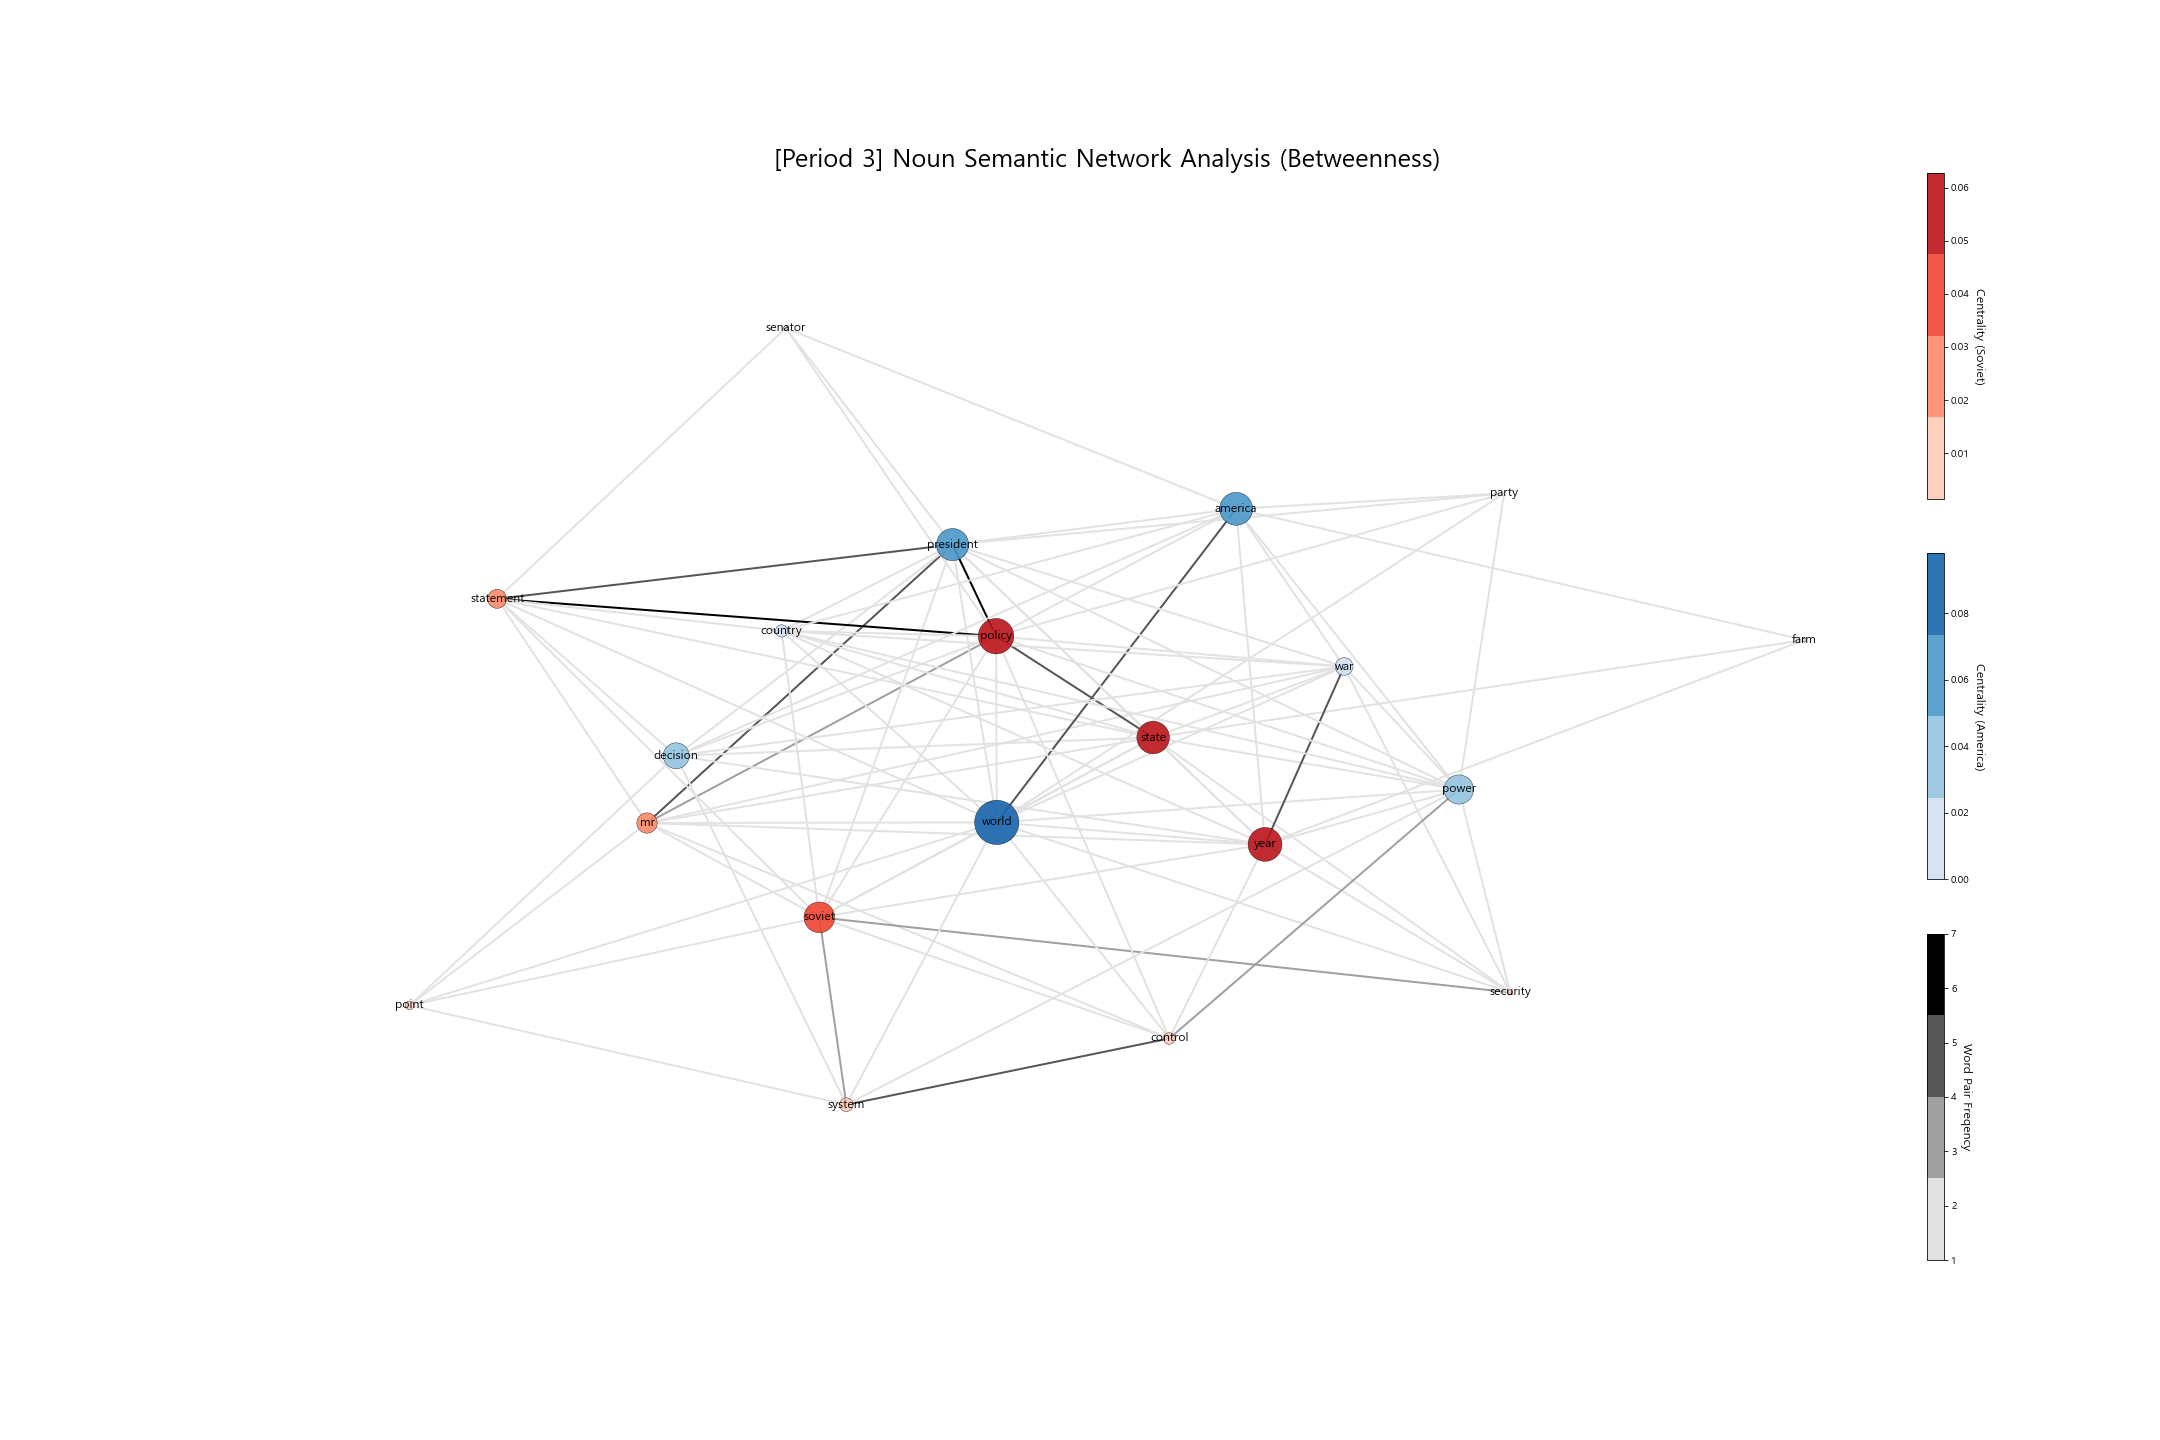 [Period 3] Noun Semantic Network Analysis (Betweenness)
0.06
0.05
0.04
0.03
0.02
0.01
Centrality (Soviet)
senator
party
america
president
statement
country
policy
farm
war
state
decision
power
mr
world
year
soviet
security
point
control
system
0.08
0.06
0.04
0.02
0.00
Centrality (America)
7
6
5
4
3
2
1
Word Pair Freqency